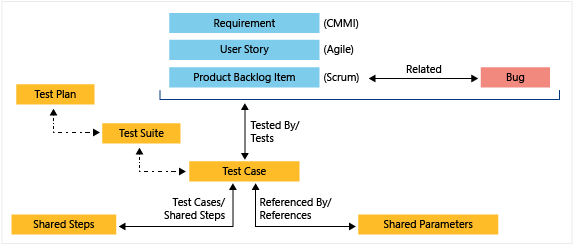 Requirement (CMMI)
User Story (Agile)
Product Backlog Item (Scrum) Related Bug
Test Plan
Tested By/
Tests
Test Suite
Test Case
Test Cases/
Shared Steps
Referenced By/
References
Shared Steps
Shared Parameters